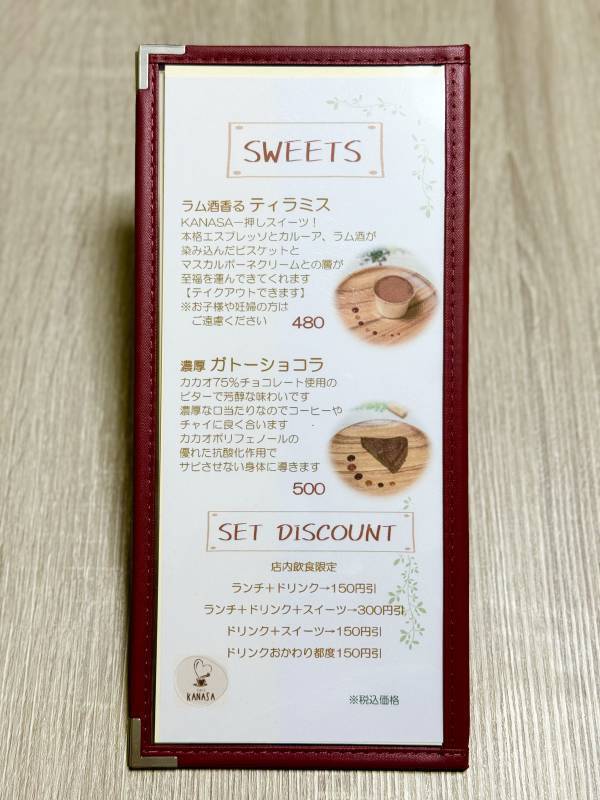 SWEETS
ラム酒香る ティラミス
KANASA一押しスイーツ！
本格エスプレッソとカルーア、ラム酒が
染み込んだビスケットと
マスカルポーネクリームとの層が
至福を運んできてくれます
【テイクアウトできます】
※お子様や妊婦の方は
ご遠慮ください 480
濃厚 ガトーショコラ
カカオ75%チョコレート使用の
ビターで芳醇な味わいです
濃厚な口当たりなのでコーヒーや
チャイに良く合います
カカオポリフェノールの
優れた抗酸化作用で
サビさせない身体に導きます
500
SET DISCOUNT
店内飲食限定
ランチ＋ドリンク→150円引
ランチ＋ドリンク＋スイーツ→300円引
ドリンク＋スイーツ→150円引
ドリンクおかわり都度150円引
KANASA
※税込価格